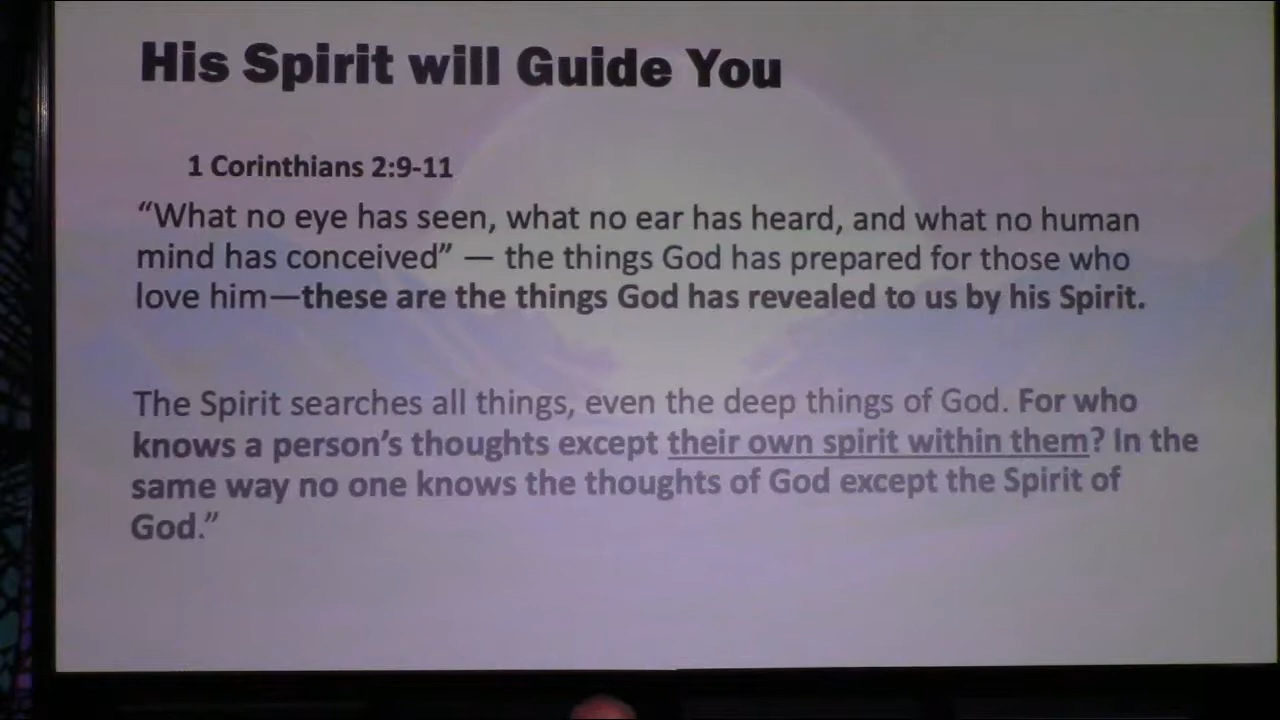 His Spirit will Guide You
1 Corinthians 2:9-11
“What no eye has seen, what no ear has heard, and what no human
mind has conceived” — the things God has prepared for those who
love him—these are the things God has revealed to us by his Spirit.
The Spirit searches all things, even the deep things of God. For who
knows a person’s thoughts except their own spirit within them? In the
same way no one knows the thoughts of God except the Spirit of
God.”